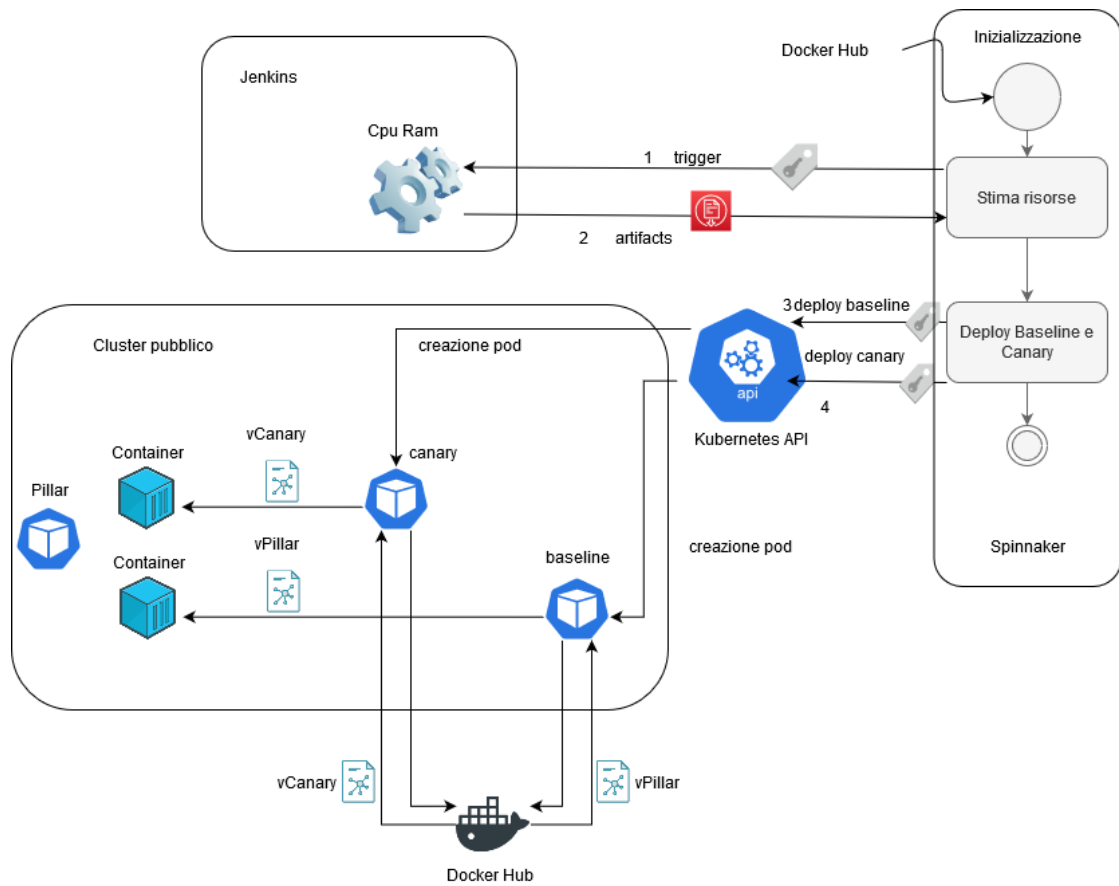 Inizializzazione
Docker Hub
Jenkins
Cpu Ram
1 trigger
Stima risorse
2 artifacts
3 deploy baseline
Deploy Baseline e
Canary
deploy canary
4
api
Kubernetes API
Cluster pubblico
creazione pod
vCanary
canary
Container
Pillar
vPillar
Container
baseline
creazione pod
Spinnaker
vCanary
vPillar
Docker Hub